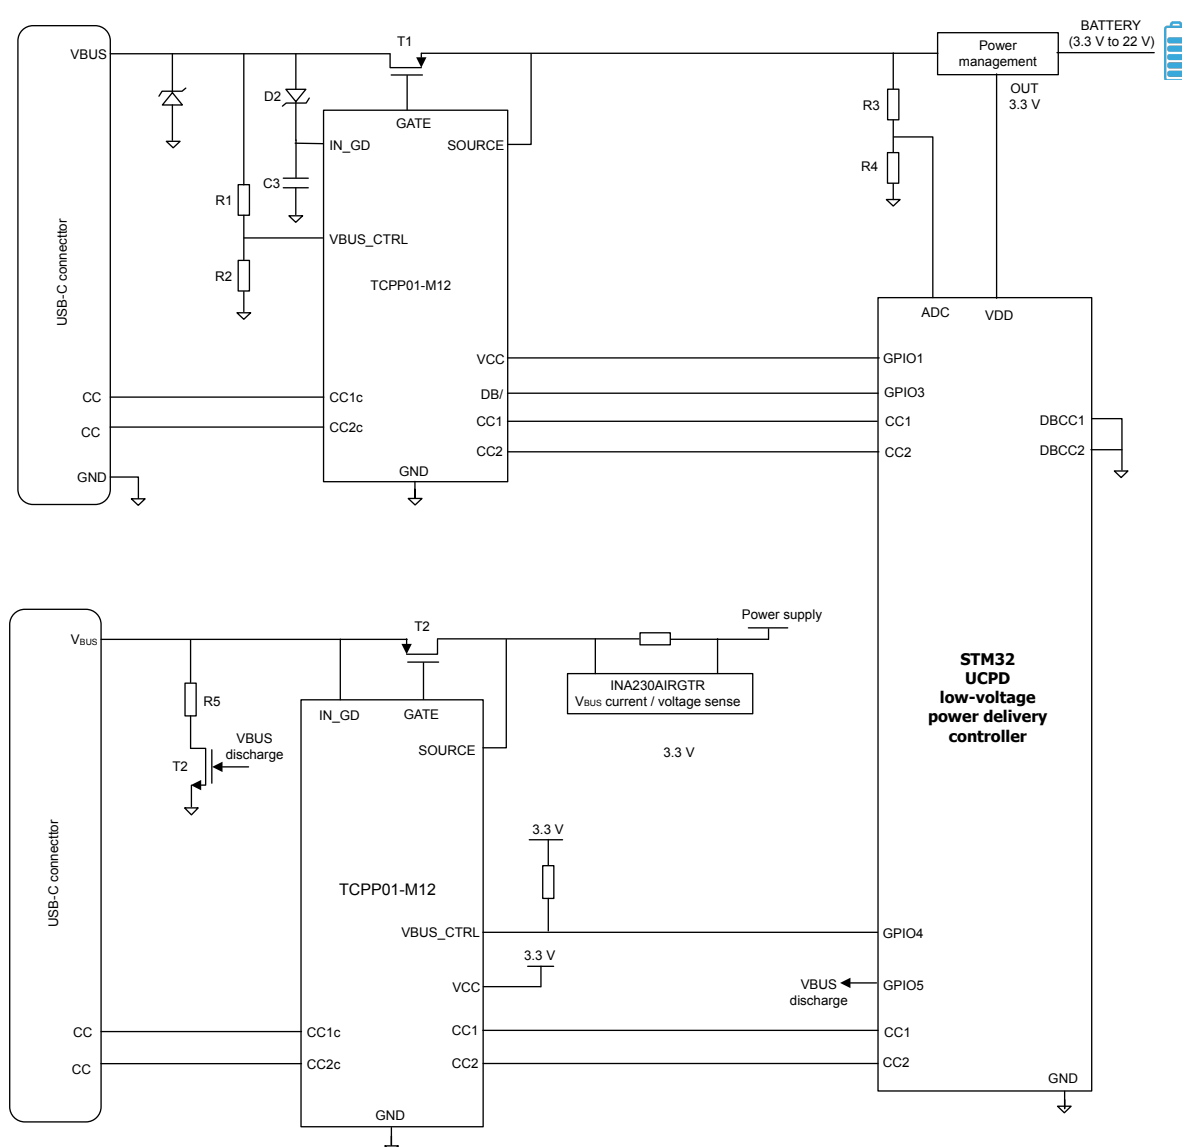 BATTERY
(3.3 V to 22 V)
Power
management
OUT
3.3 V
VBUS
T1
D2
GATE
IN_GD
SOURCE
R3
R4
C3
R1
VBUS_CTRL
R2
TCPP01-M12
USB-C connecttor
ADC
VDD
VCC
GPIO1
DB/
GPIO3
CC
CC1c
CC1
CC1
DBCC1
CC
CC2c
CC2
CC2
DBCC2
GND
GND
Power supply
VBUS
T2
INA230AIRGTR
VBUS current / voltage sense
STM32
UCPD
low-voltage
power delivery
controller
R5
IN_GD
GATE
VBUS
discharge
T2
SOURCE
3.3 V
3.3 V
USB-C connecttor
TCPP01-M12
VBUS_CTRL
GPIO4
3.3 V
VCC
VBUS
discharge
GPIO5
CC
CC1c
CC1
CC1
CC
CC2c
CC2
CC2
GND
GND